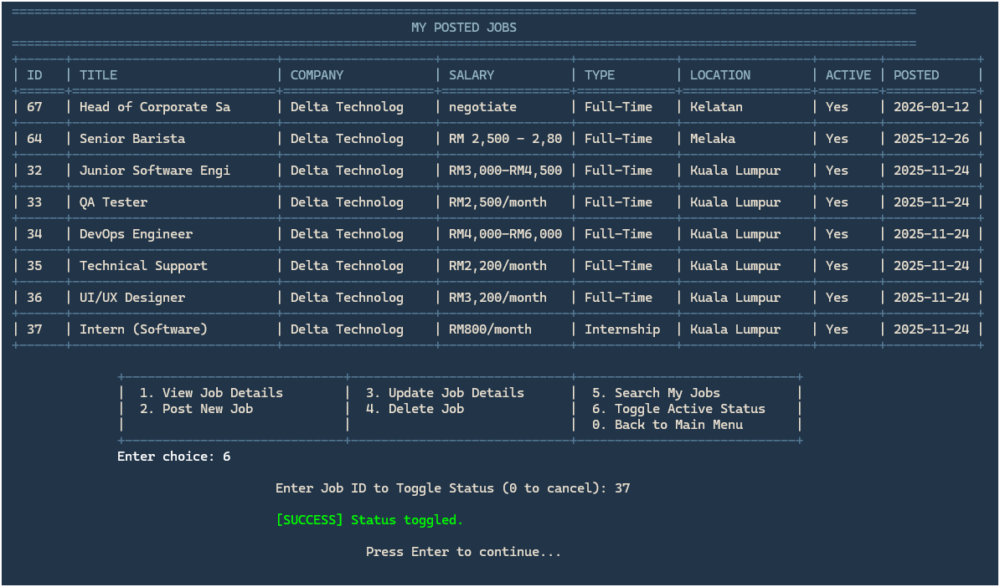 MY POSTED JOBS
| ID | TITLE | COMPANY | SALARY | TYPE | LOCATION | ACTIVE | POSTED |
| 67 | Head of Corporate Sa | Delta Technolog | negotiate | Full-Time | Kelatan | Yes | 2026-01-12 |
| 64 | Senior Barista | Delta Technolog | RM 2,500 - 2,80 | Full-Time | Melaka | Yes | 2025-12-26 |
| 32 | Junior Software Engi | Delta Technolog | RM3,000-RM4,500 | Full-Time | Kuala Lumpur | Yes | 2025-11-24 |
| 33 | QA Tester | Delta Technolog | RM2,500/month | Full-Time | Kuala Lumpur | Yes | 2025-11-24 |
| 34 | DevOps Engineer | Delta Technolog | RM4,000-RM6,000 | Full-Time | Kuala Lumpur | Yes | 2025-11-24 |
| 35 | Technical Support | Delta Technolog | RM2,200/month | Full-Time | Kuala Lumpur | Yes | 2025-11-24 |
| 36 | UI/UX Designer | Delta Technolog | RM3,200/month | Full-Time | Kuala Lumpur | Yes | 2025-11-24 |
| 37 | Intern (Software) | Delta Technolog | RM800/month | Internship | Kuala Lumpur | Yes | 2025-11-24 |
| 1. View Job Details | 3. Update Job Details | 5. Search My Jobs |
| 2. Post New Job | 4. Delete Job | 6. Toggle Active Status |
| | | 0. Back to Main Menu |
Enter choice: 6
Enter Job ID to Toggle Status (0 to cancel): 37
[SUCCESS] Status toggled.
Press Enter to continue...